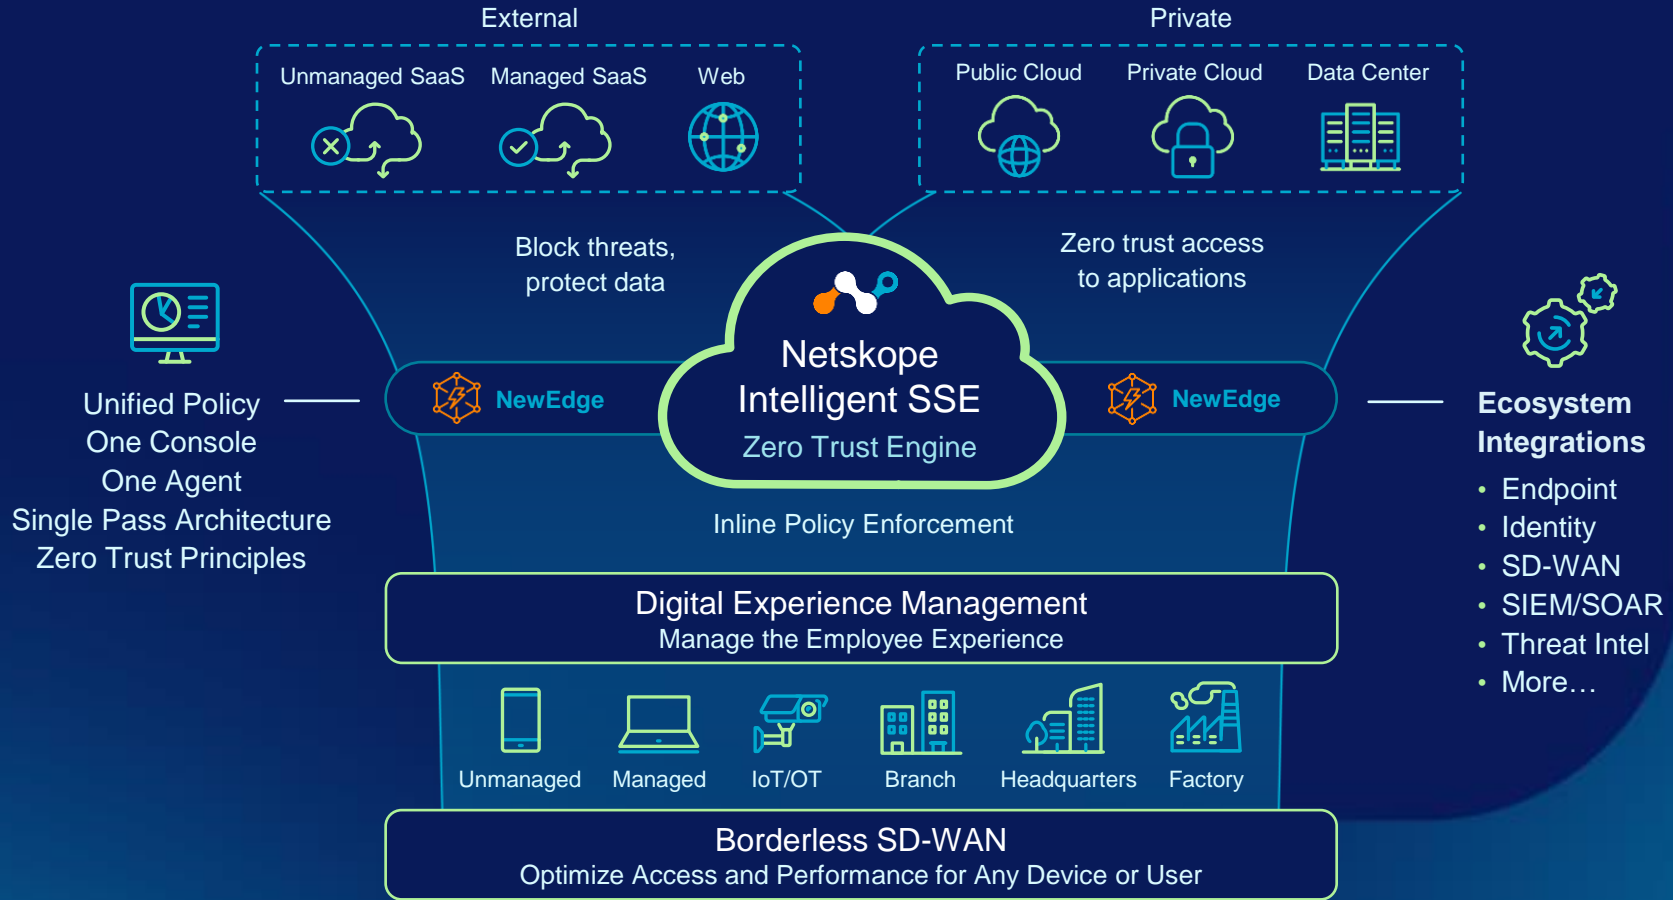 External
Private
Unmanaged SaaS
Managed SaaS
Web
Public Cloud
Private Cloud
Data Center
Block threats,
protect data
Zero trust access
to applications
Netskope
Intelligent SSE
Zero Trust Engine
NewEdge
NewEdge
Unified Policy
One Console
One Agent
Single Pass Architecture
Zero Trust Principles
Ecosystem
Integrations
• Endpoint
• Identity
• SD-WAN
• SIEM/SOAR
• Threat Intel
• More…
Inline Policy Enforcement
Digital Experience Management
Manage the Employee Experience
Unmanaged
Managed
IoT/OT
Branch
Headquarters
Factory
Borderless SD-WAN
Optimize Access and Performance for Any Device or User